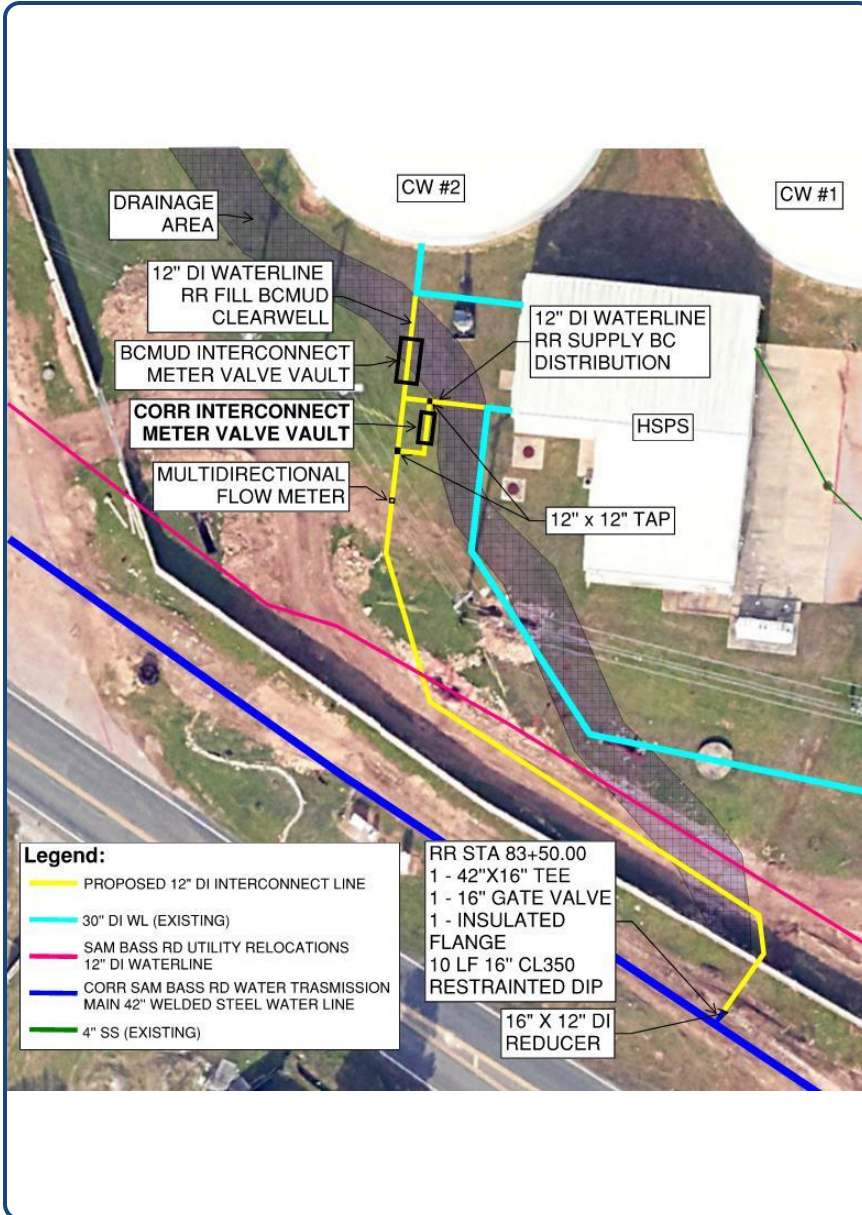 CW #2
CW #1
DRAINAGE
AREA
12" DI WATERLINE
RR FILL BCMUD
CLEARWELL
12" DI WATERLINE
RR SUPPLY BC
DISTRIBUTION
BCMUD INTERCONNECT
METER VALVE VAULT
CORR INTERCONNECT
METER VALVE VAULT
HSPS
MULTIDIRECTIONAL
FLOW METER
12" x 12" TAP
RR STA 83+50.00
1 - 42"X16" TEE
1 - 16" GATE VALVE
1 - INSULATED
FLANGE
10 LF 16" CL350
RESTRAINTED DIP
16" X 12" DI
REDUCER
Legend:
PROPOSED 12" DI INTERCONNECT LINE
30" DI WL (EXISTING)
SAM BASS RD UTILITY RELOCATIONS
12" DI WATERLINE
CORR SAM BASS RD WATER TRASMISSION
MAIN 42" WELDED STEEL WATER LINE
4" SS (EXISTING)